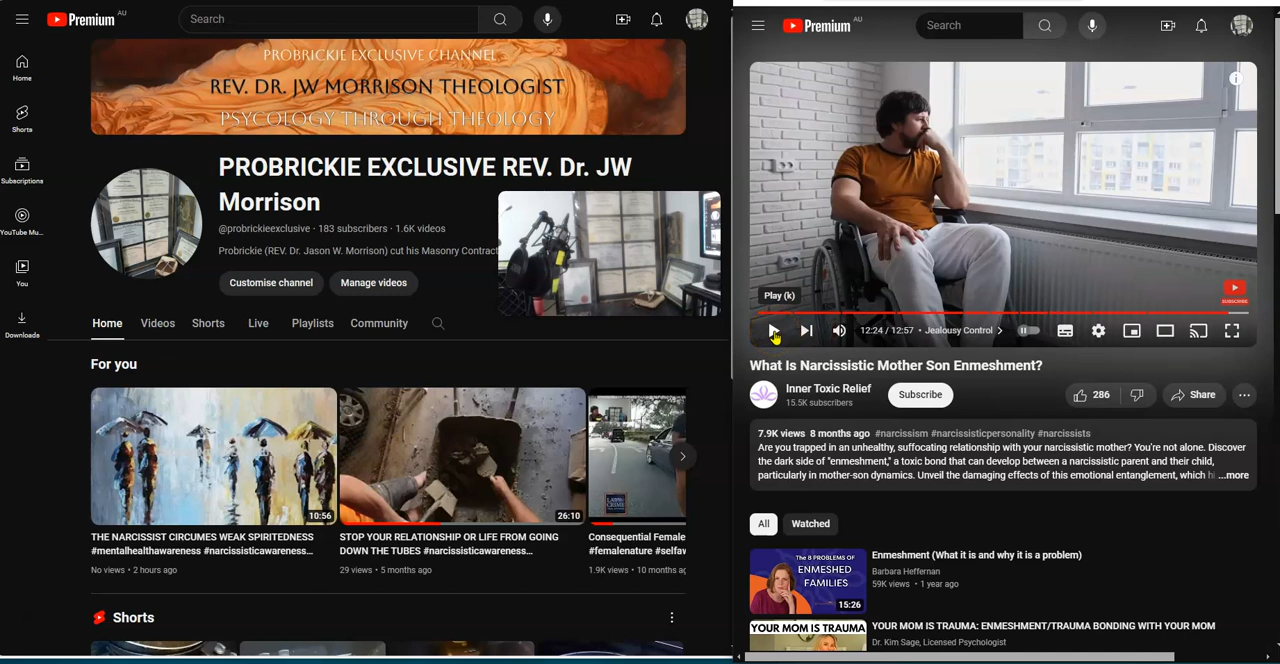 Premium AU
Search
Home
Shorts
Subscriptions
YouTube Mu...
You
Downloads
PROBRICKIE EXCLUSIVE CHANNEL
REV. DR. JW MORRISON THEOLOGIST
PSYCOLOGY THROUGH THEOLOGY
PROBRICKIE EXCLUSIVE REV. Dr. JW
Morrison
@probrickieexclusive · 183 subscribers · 1.6K videos
Probrickie (REV. Dr. Jason W. Morrison) cut his Masonry Contract
Customise channel
Manage videos
Home Videos Shorts Live Playlists Community
For you
10:56
THE NARCISSIST CIRCUMES WEAK SPIRITEDNESS
#mentalhealthawareness #narcissisticawareness...
No views · 2 hours ago
26:10
STOP YOUR RELATIONSHIP OR LIFE FROM GOING
DOWN THE TUBES #narcissisticawareness...
29 views · 5 months ago
Consequential Female
#femalenature #selfaw
1.9K views · 10 months ag
Shorts
Premium AU
Search
Play (k)
SUBSCRIBE
12:24 / 12:57 • Jealousy Control
What Is Narcissistic Mother Son Enmeshment?
Inner Toxic Relief
15.5K subscribers
Subscribe
286
Share
7.9K views 8 months ago #narcissism #narcissisticpersonality #narcissists
Are you trapped in an unhealthy, suffocating relationship with your narcissistic mother? You're not alone. Discover
the dark side of "enmeshment," a toxic bond that can develop between a narcissistic parent and their child,
particularly in mother-son dynamics. Unveil the damaging effects of this emotional entanglement, which hi ...more
All
Watched
The 8 PROBLEMS OF
ENMESHED
FAMILIES
15:26
Enmeshment (What it is and why it is a problem)
Barbara Heffernan
59K views · 1 year ago
YOUR MOM IS TRAUMA
YOUR MOM IS TRAUMA: ENMESHMENT/TRAUMA BONDING WITH YOUR MOM
Dr. Kim Sage, Licensed Psychologist